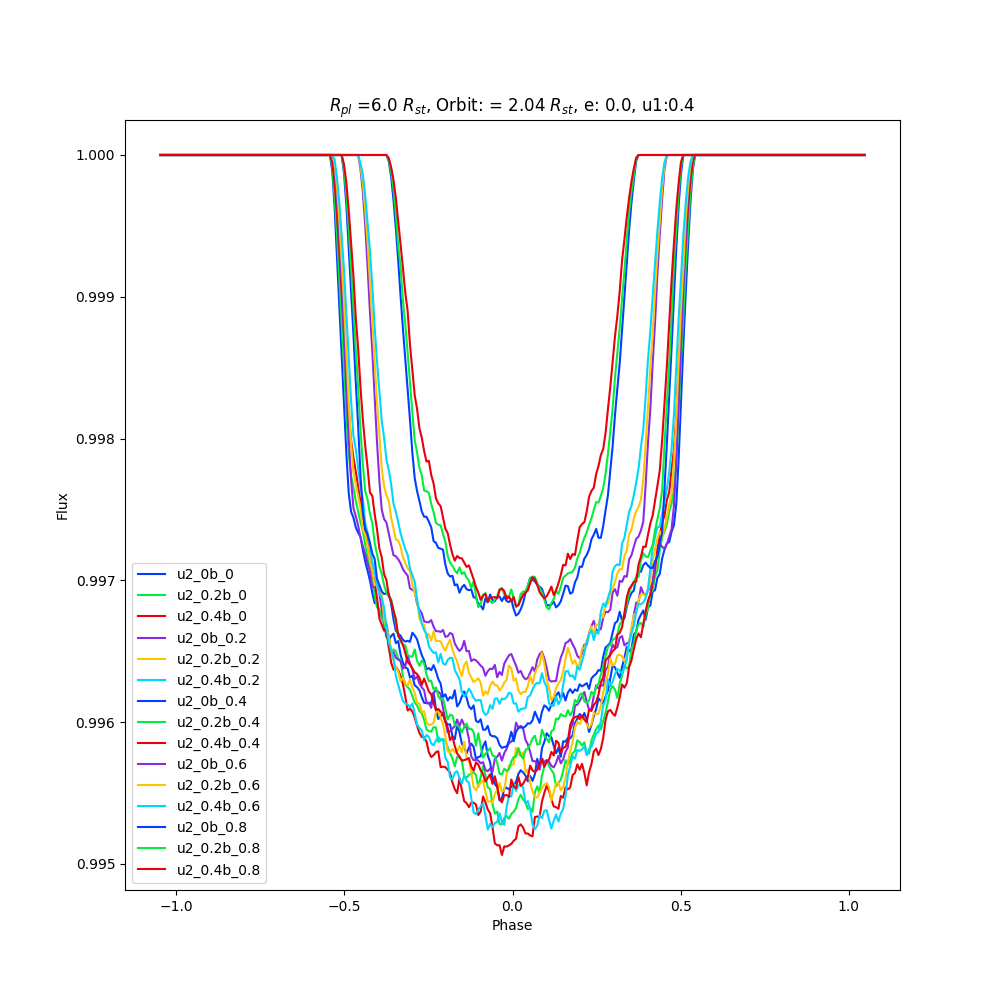 R_pl =6.0 R_st, Orbit: = 2.04 R_st, e: 0.0, u1:0.4
1.000
0.999
0.998
0.997
0.996
0.995
Flux
u2_0b_0
u2_0.2b_0
u2_0.4b_0
u2_0b_0.2
u2_0.2b_0.2
u2_0.4b_0.2
u2_0b_0.4
u2_0.2b_0.4
u2_0.4b_0.4
u2_0b_0.6
u2_0.2b_0.6
u2_0.4b_0.6
u2_0b_0.8
u2_0.2b_0.8
u2_0.4b_0.8
−1.0 −0.5 0.0 0.5 1.0
Phase